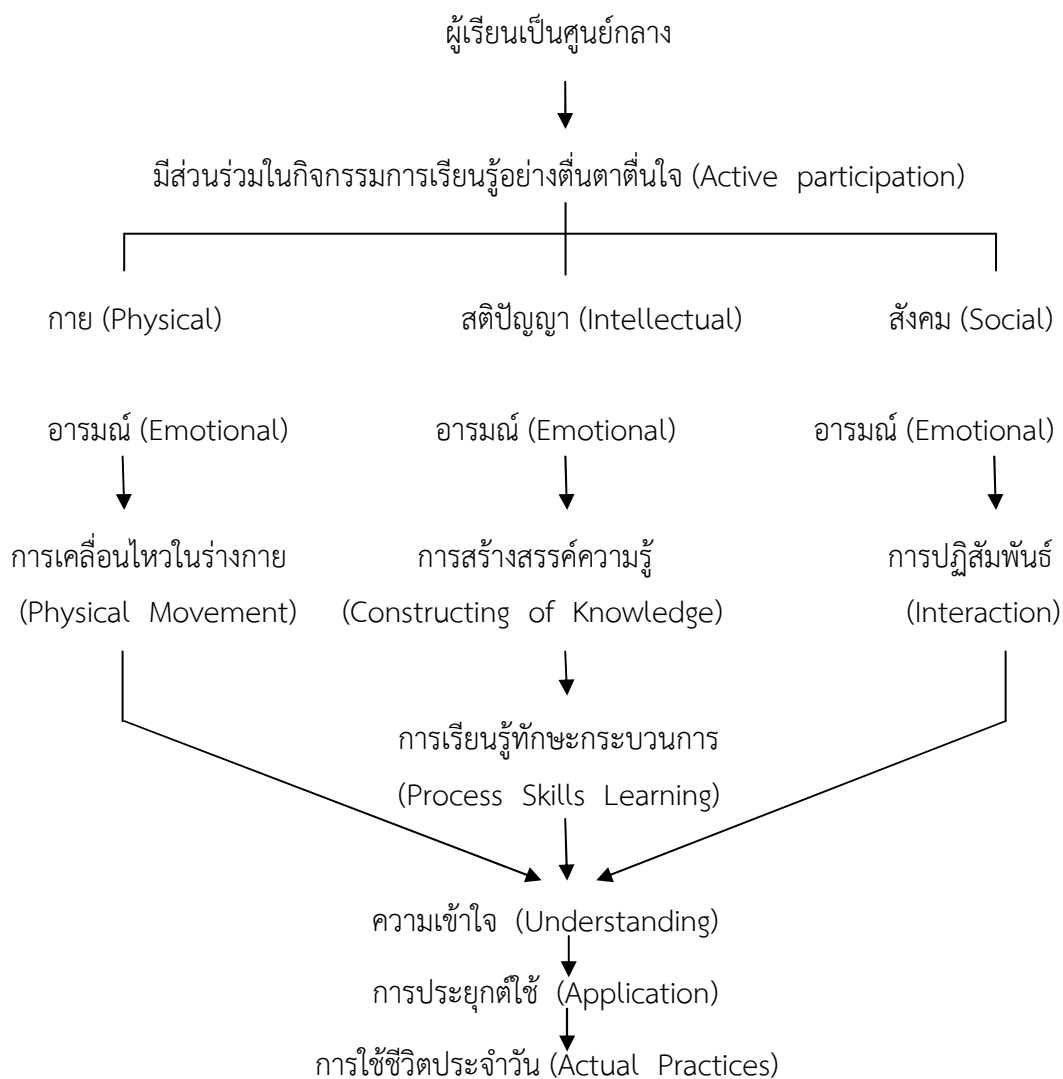 ผู้เรียนเป็นศูนย์กลาง
มีส่วนร่วมในกิจกรรมการเรียนรู้อย่างตื่นตาตื่นใจ (Active participation)
กาย (Physical) สติปัญญา (Intellectual) สังคม (Social)
อารมณ์ (Emotional) อารมณ์ (Emotional) อารมณ์ (Emotional)
การเคลื่อนไหวในร่างกาย การสร้างสรรค์ความรู้ การปฏิสัมพันธ์
(Physical Movement) (Constructing of Knowledge) (Interaction)
การเรียนรู้ทักษะกระบวนการ
(Process Skills Learning)
ความเข้าใจ (Understanding)
การประยุกต์ใช้ (Application)
การใช้ชีวิตประจำวัน (Actual Practices)